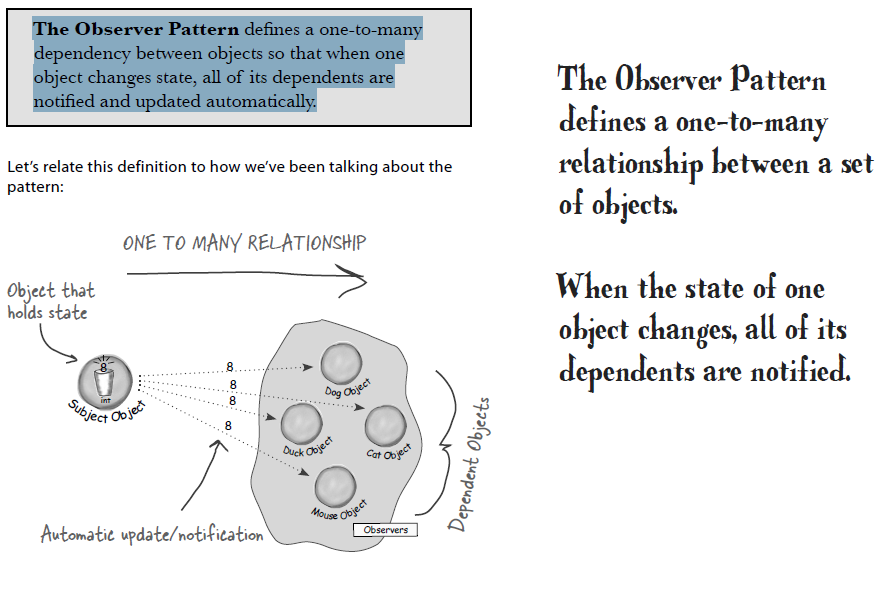 The Observer Pattern defines a one-to-many
dependency between objects so that when one
object changes state, all of its dependents are
notified and updated automatically.
Let’s relate this definition to how we’ve been talking about the
pattern:
ONE TO MANY RELATIONSHIP
Object that
holds state
8
int
Subject Object
8
8
8
8
Dog Object
Duck Object
Cat Object
Mouse Object
Observers
Dependent Objects
Automatic update/notification
The Observer Pattern
defines a one-to-many
relationship between a set
of objects.
When the state of one
object changes, all of its
dependents are notified.